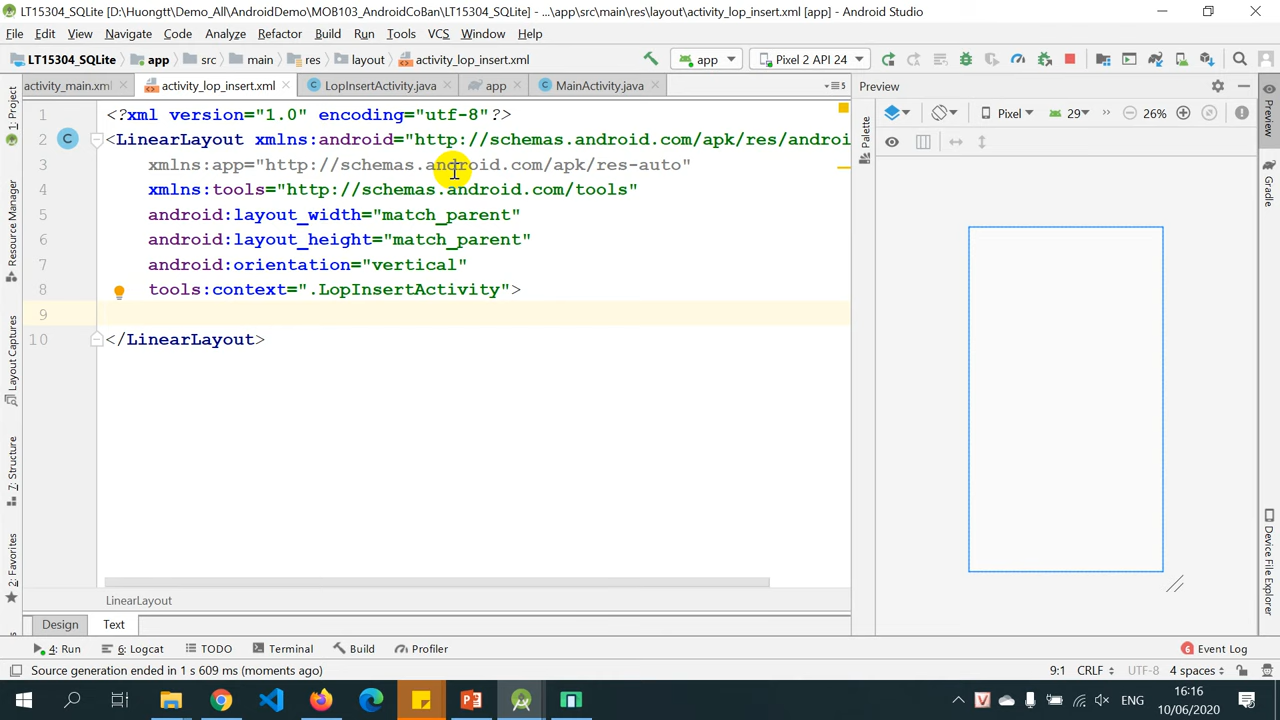 LT15304_SQLite [D:\Huongtt\Demo_All\AndroidDemo\MOB103_AndroidCoBan\LT15304_SQLite] - ...\app\src\main\res\layout\activity_lop_insert.xml [app] - Android Studio
File Edit View Navigate Code Analyze Refactor Build Run Tools VCS Window Help
LT15304_SQLite app src main res layout activity_lop_insert.xml app Pixel 2 API 24
activity_main.xml activity_lop_insert.xml LopInsertActivity.java app MainActivity.java 5 Preview
Pixel 29 26%
1 <?xml version="1.0" encoding="utf-8"?>
2 <LinearLayout xmlns:android="http://schemas.android.com/apk/res/androi
3 xmlns:app="http://schemas.android.com/apk/res-auto"
4 xmlns:tools="http://schemas.android.com/tools"
5 android:layout_width="match_parent"
6 android:layout_height="match_parent"
7 android:orientation="vertical"
8 tools:context=".LopInsertActivity">
9
10 </LinearLayout>
1: Project
Resource Manager
Layout Captures
7: Structure
2: Favorites
Palette
Preview
Gradle
Device File Explorer
LinearLayout
Design Text
4: Run 6: Logcat TODO Terminal Build Profiler 6 Event Log
Source generation ended in 1 s 609 ms (moments ago) 9:1 CRLF UTF-8 4 spaces
ENG 16:16
10/06/2020